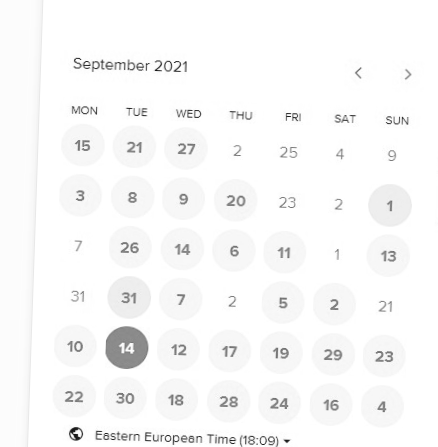 September 2021
MON TUE WED THU FRI SAT SUN
15 21 27 2 25 4 9
3 8 9 20 23 2 1
7 26 14 6 11 1 13
31 31 7 2 5 2 21
10 14 12 17 19 29 23
22 30 18 28 24 16 4
Eastern European Time (18:09)